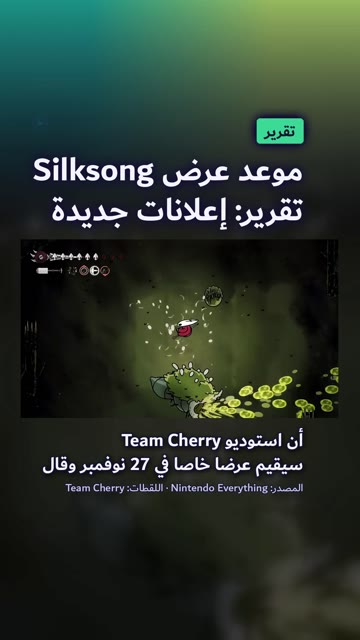 تقرير
موعد عرض Silksong
تقرير: إعلانات جديدة
أن استوديو Team Cherry
سيقيم عرضا خاصا في 27 نوفمبر وقال
المصدر: Nintendo Everything · اللقطات: Team Cherry